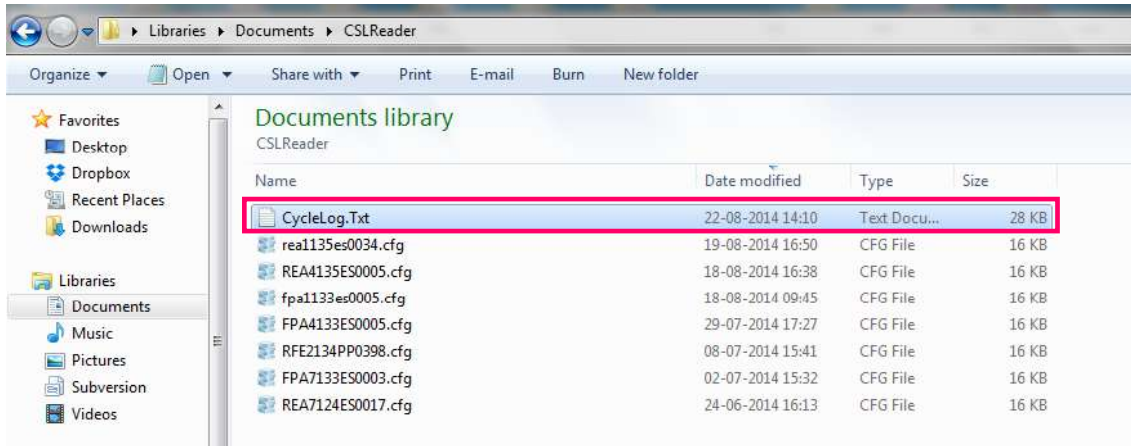 Libraries ▸ Documents ▸ CSLReader
Organize Open Share with Print E-mail Burn New folder
Favorites
Desktop
Dropbox
Recent Places
Downloads
Libraries
Documents
Music
Pictures
Subversion
Videos
Documents library
CSLReader
Name Date modified Type Size
CycleLog.Txt 22-08-2014 14:10 Text Docu... 28 KB
rea1135es0034.cfg 19-08-2014 16:50 CFG File 16 KB
REA4135ES0005.cfg 18-08-2014 16:38 CFG File 16 KB
fpa1133es0005.cfg 18-08-2014 09:45 CFG File 16 KB
FPA4133ES0005.cfg 29-07-2014 17:27 CFG File 16 KB
RFE2134PP0398.cfg 08-07-2014 15:41 CFG File 16 KB
FPA7133ES0003.cfg 02-07-2014 15:32 CFG File 16 KB
REA7124ES0017.cfg 24-06-2014 16:13 CFG File 16 KB